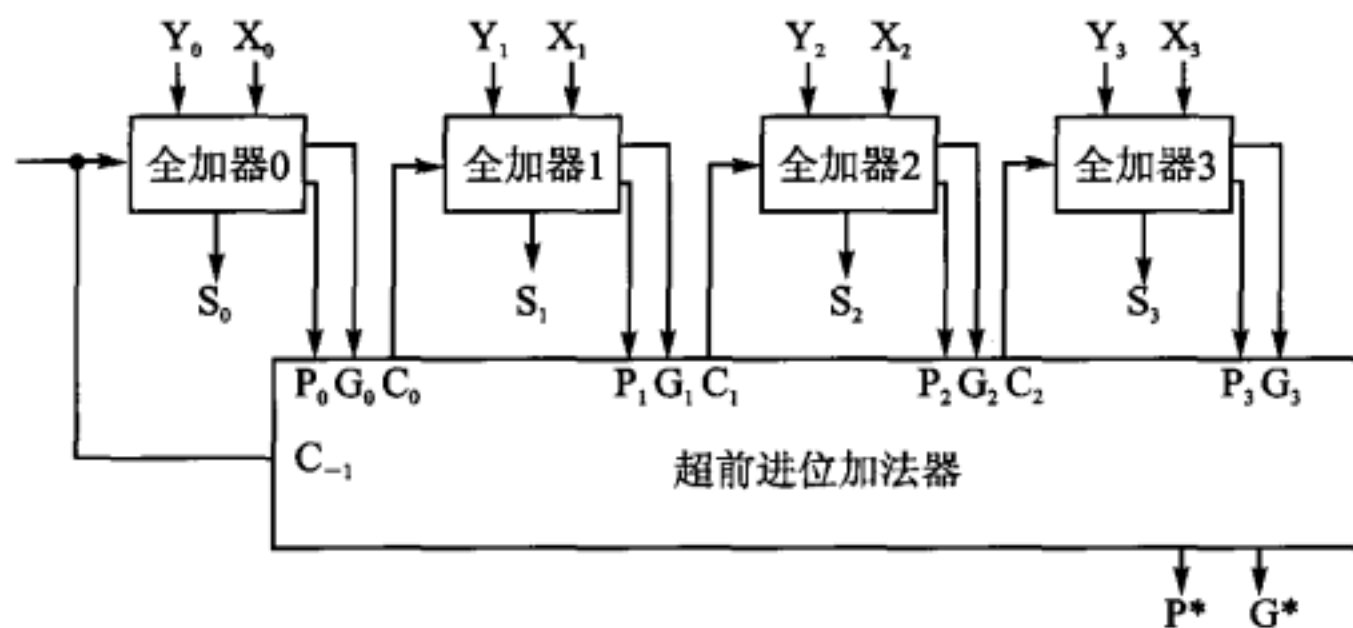 Y₀ X₀ Y₁ X₁ Y₂ X₂ Y₃ X₃
全加器0 全加器1 全加器2 全加器3
S₀ S₁ S₂ S₃
P₀ G₀ C₀ P₁ G₁ C₁ P₂ G₂ C₂ P₃ G₃
C₋₁ 超前进位加法器
P* G*